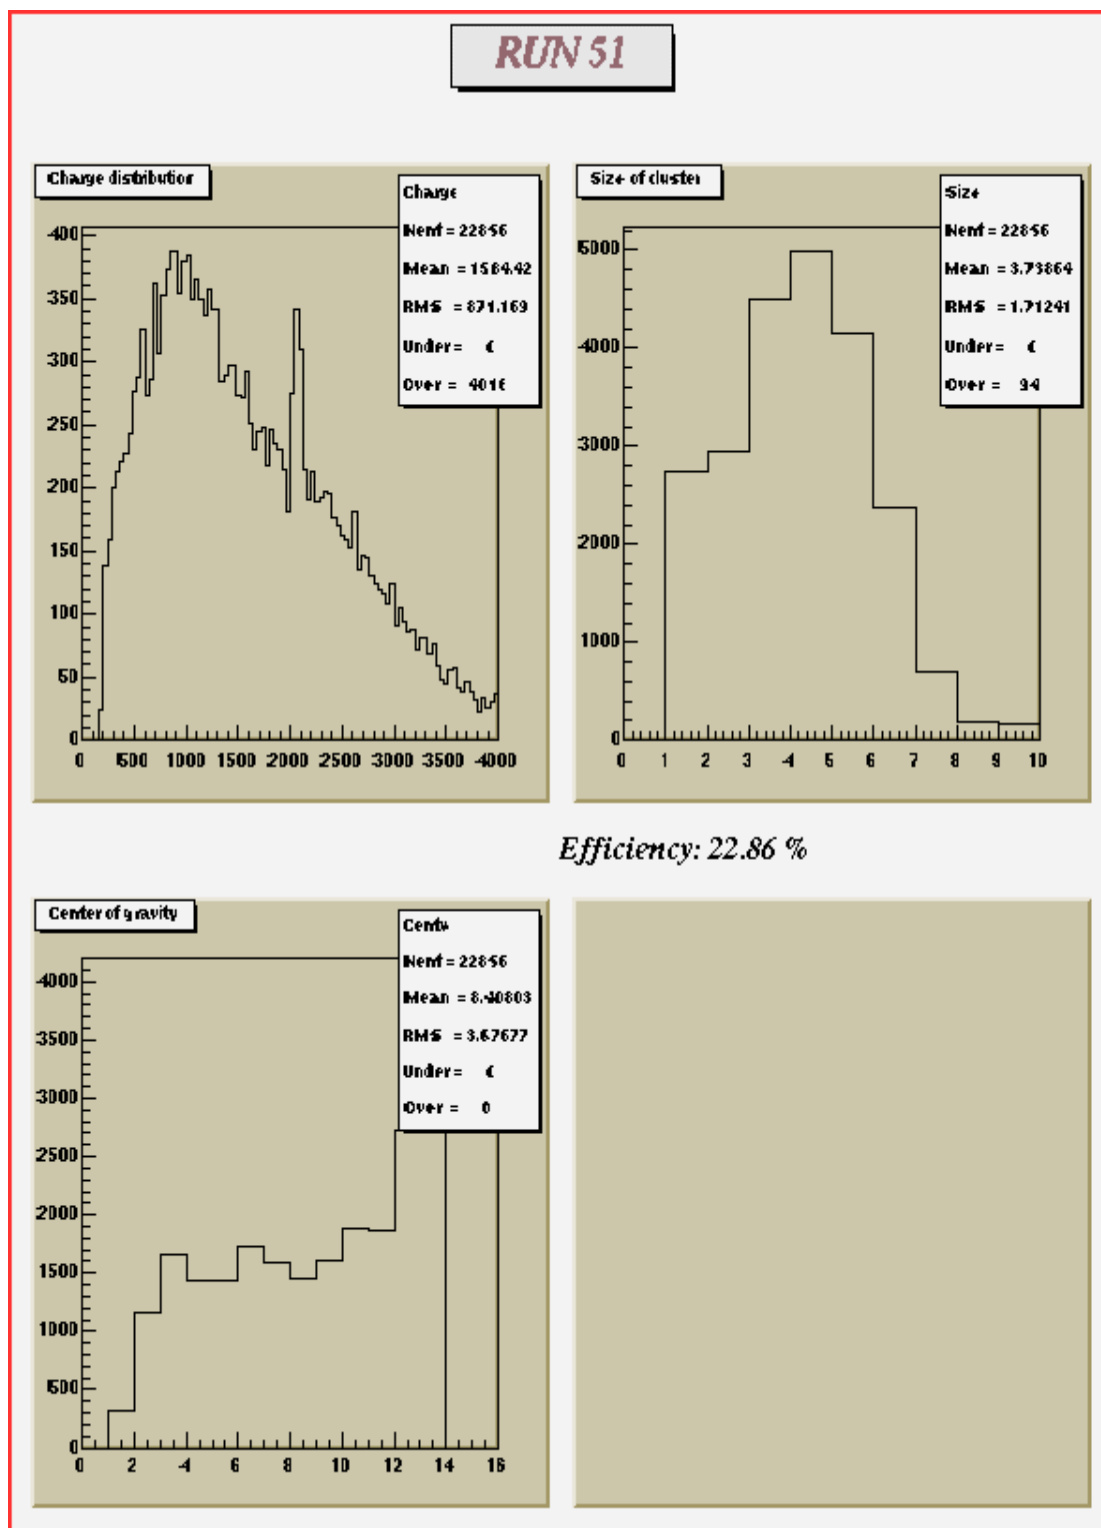 RUN 51
Charge distribution
Charge
Nent = 22856
Mean = 1584.42
RMS = 871.169
Under =
Over = 4016
400
350
300
250
200
150
100
50
0
0 500 1000 1500 2000 2500 3000 3500 4000
Size of cluster
Size
Nent = 22856
Mean = 3.73864
RMS = 1.71241
Under =
Over = 94
5000
4000
3000
2000
1000
0
0 1 2 3 4 5 6 7 8 9 10
Efficiency: 22.86 %
Center of gravity
Nent = 22856
Mean = 8.40803
RMS = 3.67677
Under =
Over = 0
4000
3500
3000
2500
2000
1500
1000
500
0
0 2 4 6 8 10 12 14 16